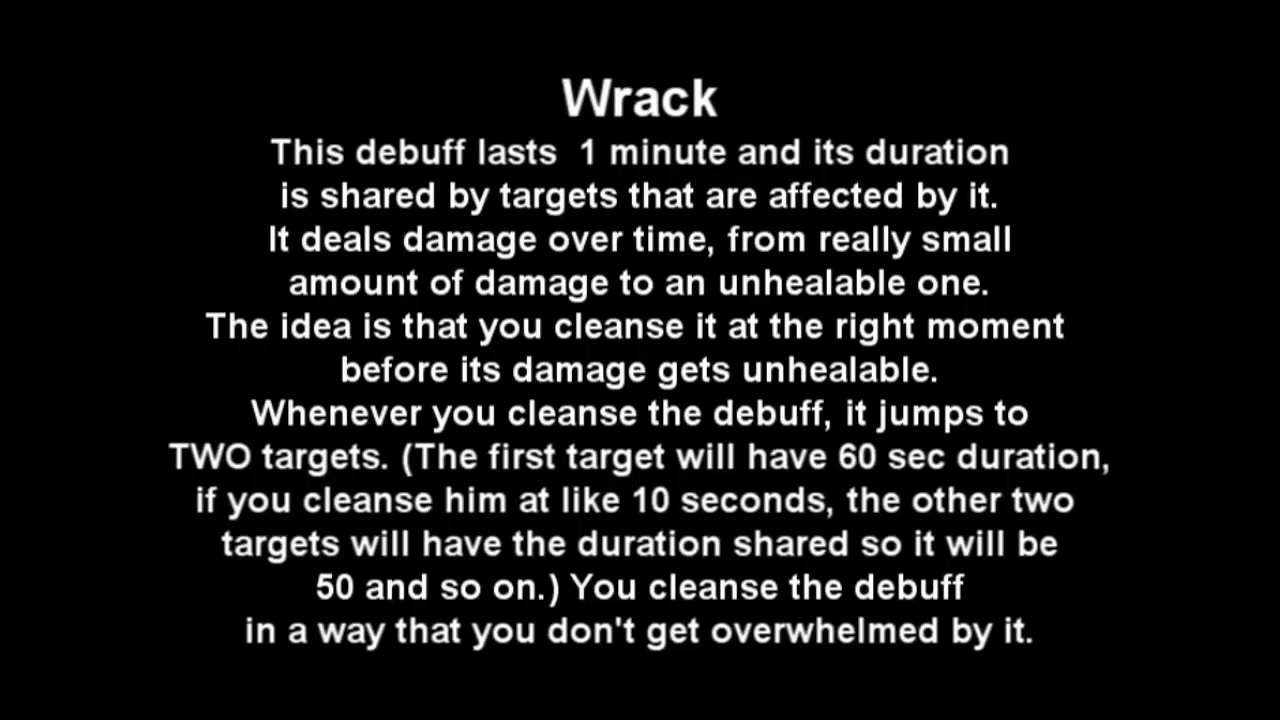 Wrack
This debuff lasts  1 minute and its duration
is shared by targets that are affected by it.
It deals damage over time, from really small
amount of damage to an unhealable one.
The idea is that you cleanse it at the right moment
before its damage gets unhealable.
Whenever you cleanse the debuff, it jumps to
TWO targets. (The first target will have 60 sec duration,
if you cleanse him at like 10 seconds, the other two
targets will have the duration shared so it will be
50 and so on.) You cleanse the debuff
in a way that you don't get overwhelmed by it.